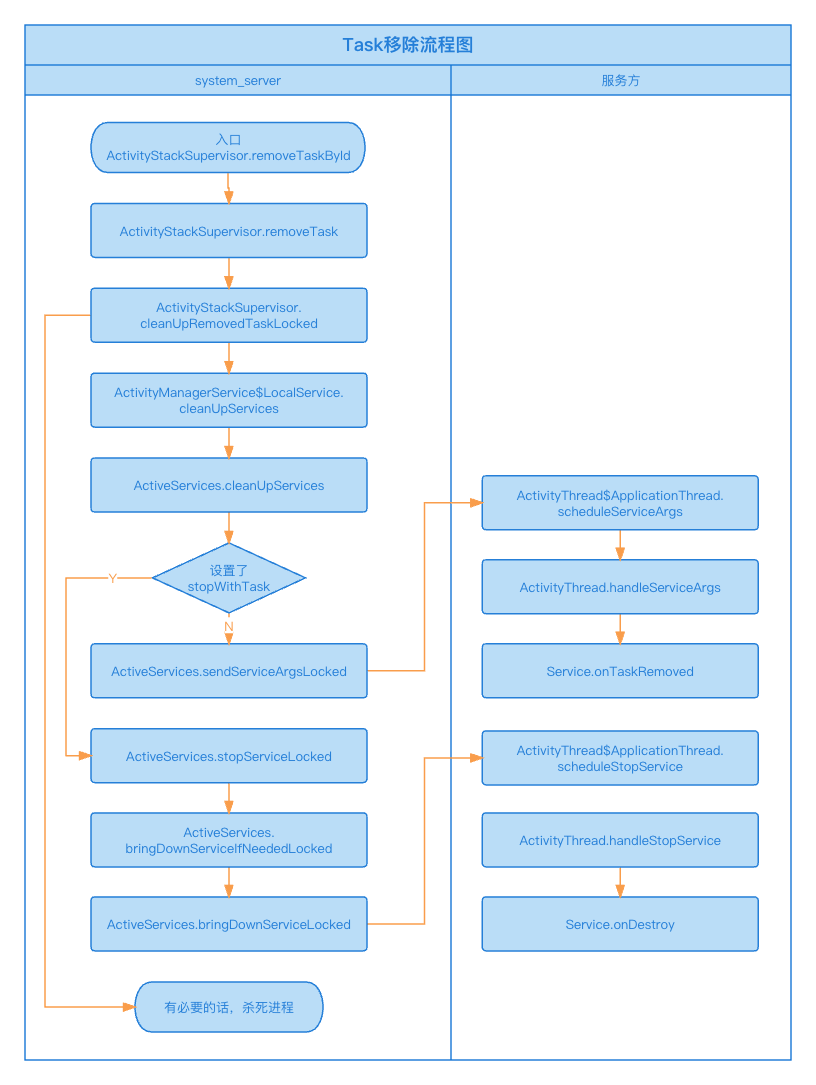 Task移除流程图
system_server
服务方
入口
ActivityStackSupervisor.removeTaskById
ActivityStackSupervisor.removeTask
ActivityStackSupervisor.
cleanUpRemovedTaskLocked
ActivityManagerService$LocalService.
cleanUpServices
ActiveServices.cleanUpServices
设置了
stopWithTask
Y
N
ActiveServices.sendServiceArgsLocked
ActiveServices.stopServiceLocked
ActiveServices.
bringDownServiceIfNeededLocked
ActiveServices.bringDownServiceLocked
有必要的话，杀死进程
ActivityThread$ApplicationThread.
scheduleServiceArgs
ActivityThread.handleServiceArgs
Service.onTaskRemoved
ActivityThread$ApplicationThread.
scheduleStopService
ActivityThread.handleStopService
Service.onDestroy